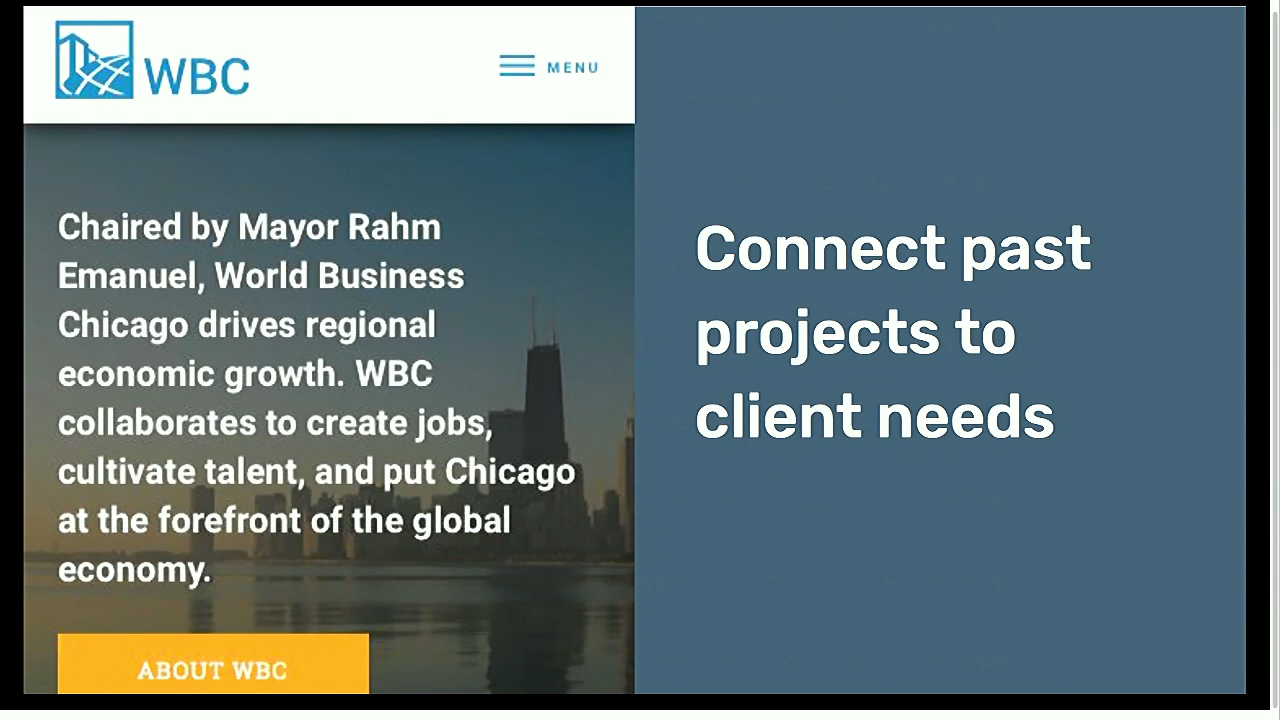 WBC
MENU
Chaired by Mayor Rahm
Emanuel, World Business
Chicago drives regional
economic growth. WBC
collaborates to create jobs,
cultivate talent, and put Chicago
at the forefront of the global
economy.
ABOUT WBC
Connect past
projects to
client needs